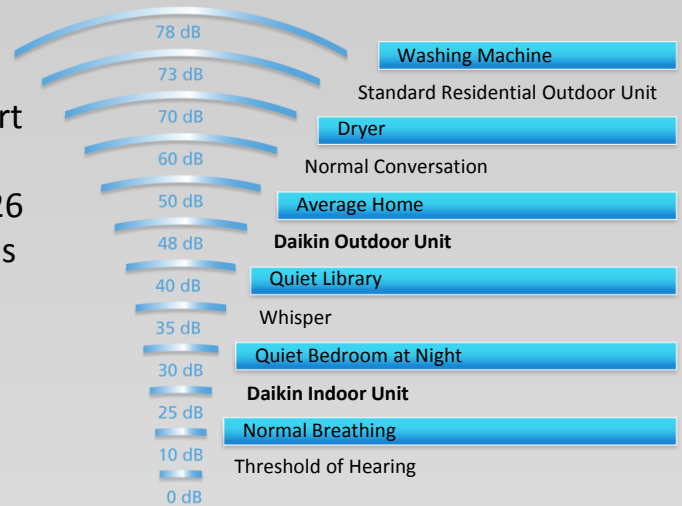 78 dB
Washing Machine
73 dB
Standard Residential Outdoor Unit
rt
70 dB
Dryer
60 dB
Normal Conversation
26
50 dB
Average Home
s
48 dB
Daikin Outdoor Unit
40 dB
Quiet Library
35 dB
Whisper
30 dB
Quiet Bedroom at Night
25 dB
Daikin Indoor Unit
10 dB
Normal Breathing
0 dB
Threshold of Hearing